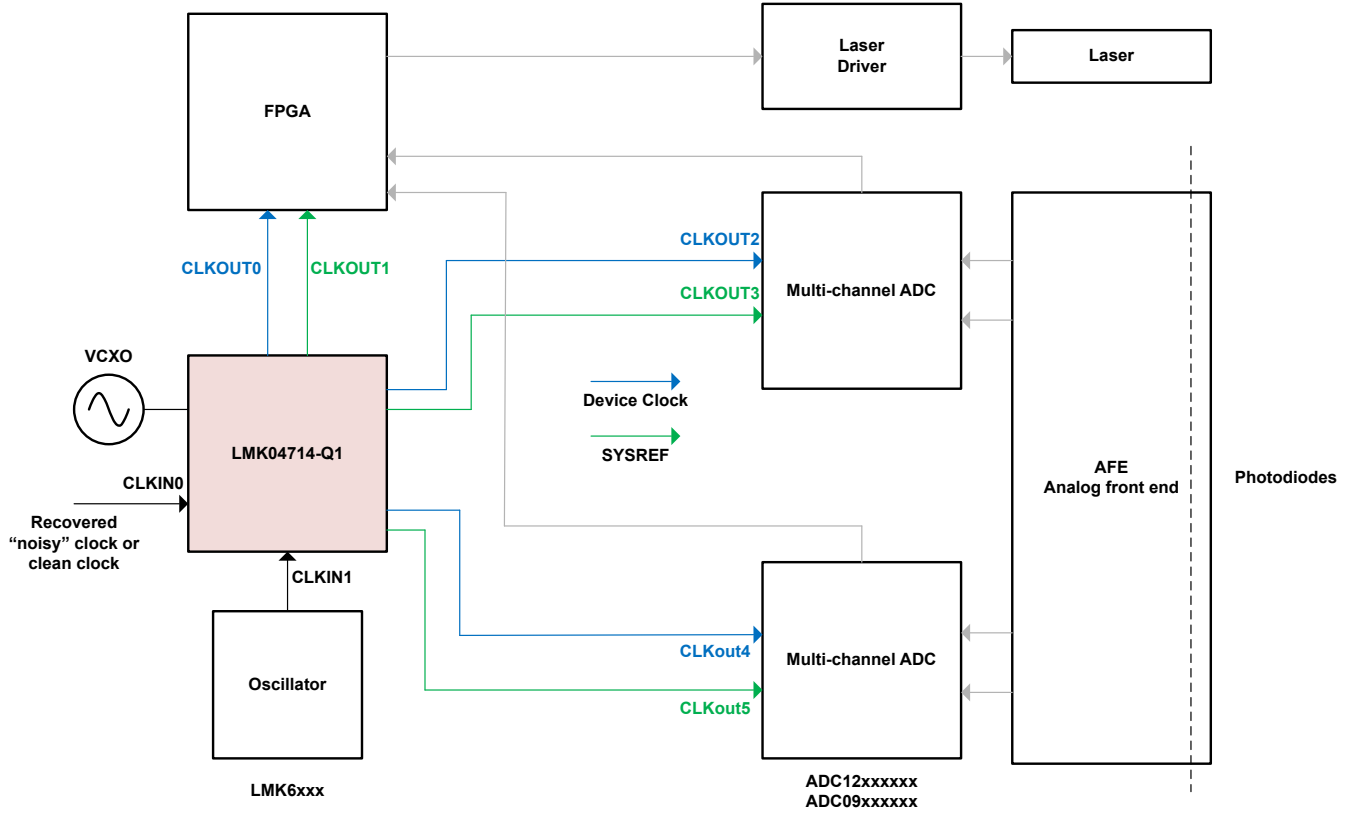 Laser
Driver
Laser
FPGA
CLKOUT0
CLKOUT1
CLKOUT2
CLKOUT3
Multi-channel ADC
VCXO
Device Clock
SYSREF
LMK04714-Q1
CLKIN0
Recovered
“noisy” clock or
clean clock
CLKIN1
AFE
Analog front end
Photodiodes
Oscillator
CLKout4
CLKout5
Multi-channel ADC
LMK6xxx
ADC12xxxxxx
ADC09xxxxxx